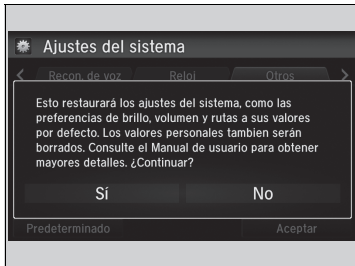 Ajustes del sistema
Recon. de voz
Reloj
Otros
Esto restaurará los ajustes del sistema, como las
preferencias de brillo, volumen y rutas a sus valores
por defecto. Los valores personales tambien serán
borrados. Consulte el Manual de usuario para obtener
mayores detalles. ¿Continuar?
Sí
No
Predeterminado
Aceptar